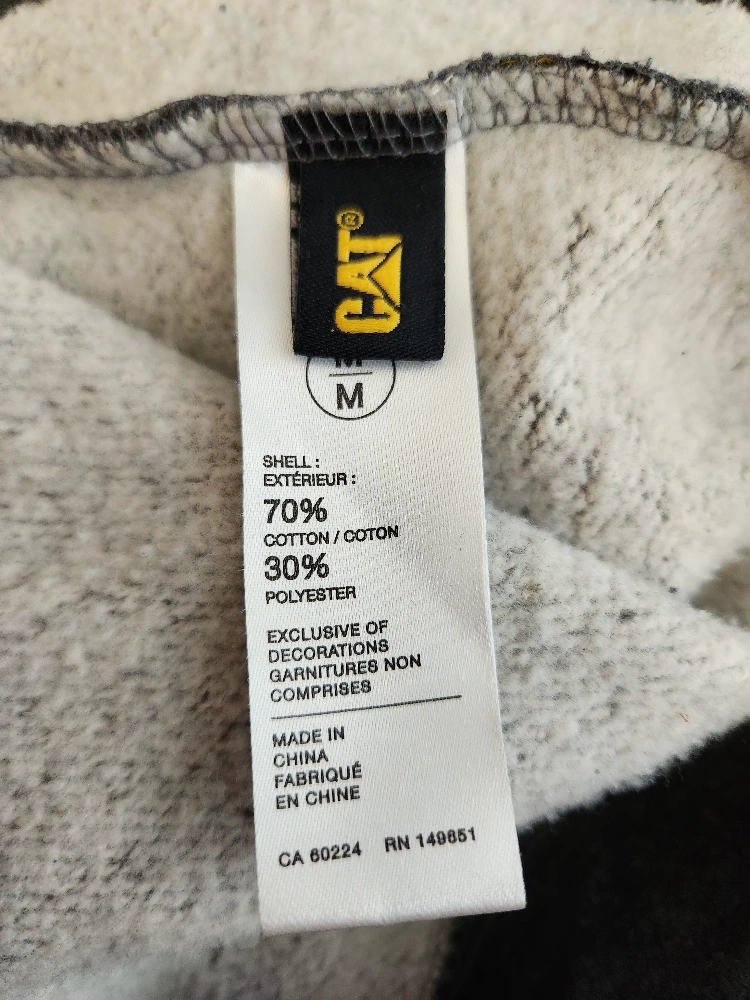 CAT®
M
M
SHELL :
EXTÉRIEUR :
70%
COTTON / COTON
30%
POLYESTER
EXCLUSIVE OF
DECORATIONS
GARNITURES NON
COMPRISES
MADE IN
CHINA
FABRIQUÉ
EN CHINE
CA 60224 RN 149651